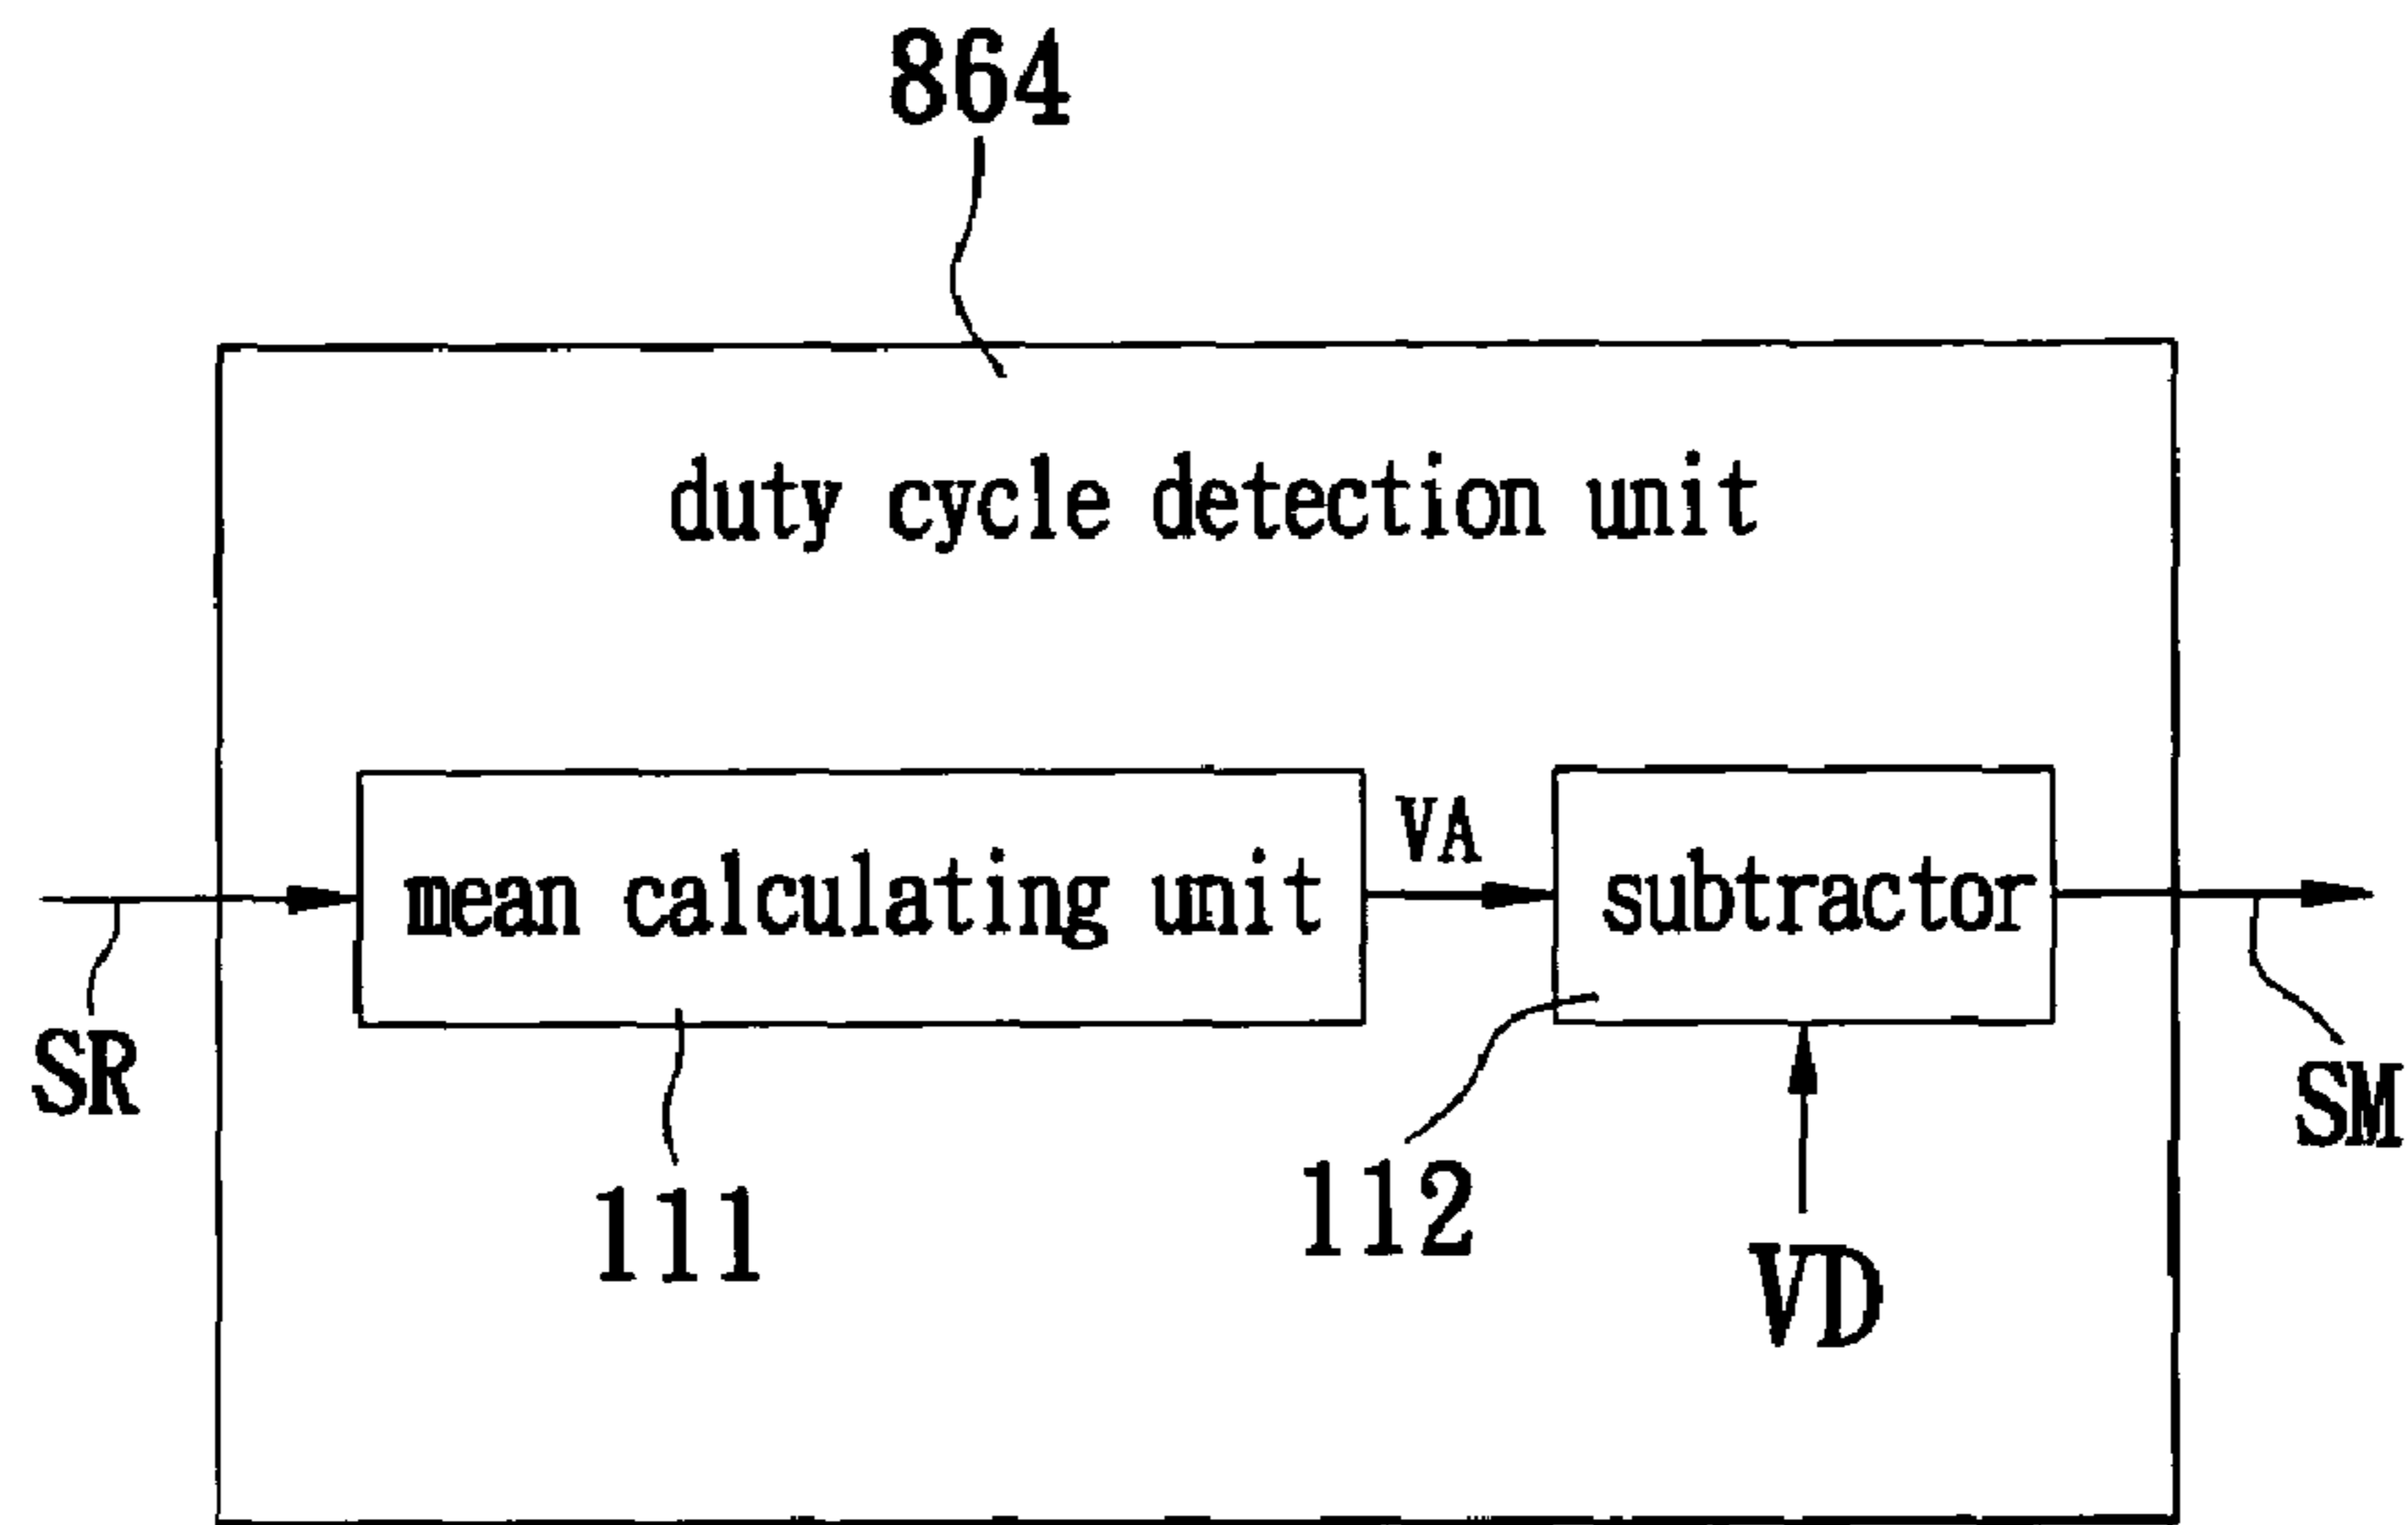 864
duty cycle detection unit
VA
mean calculating unit
subtractor
SR
SM
111
112
VD